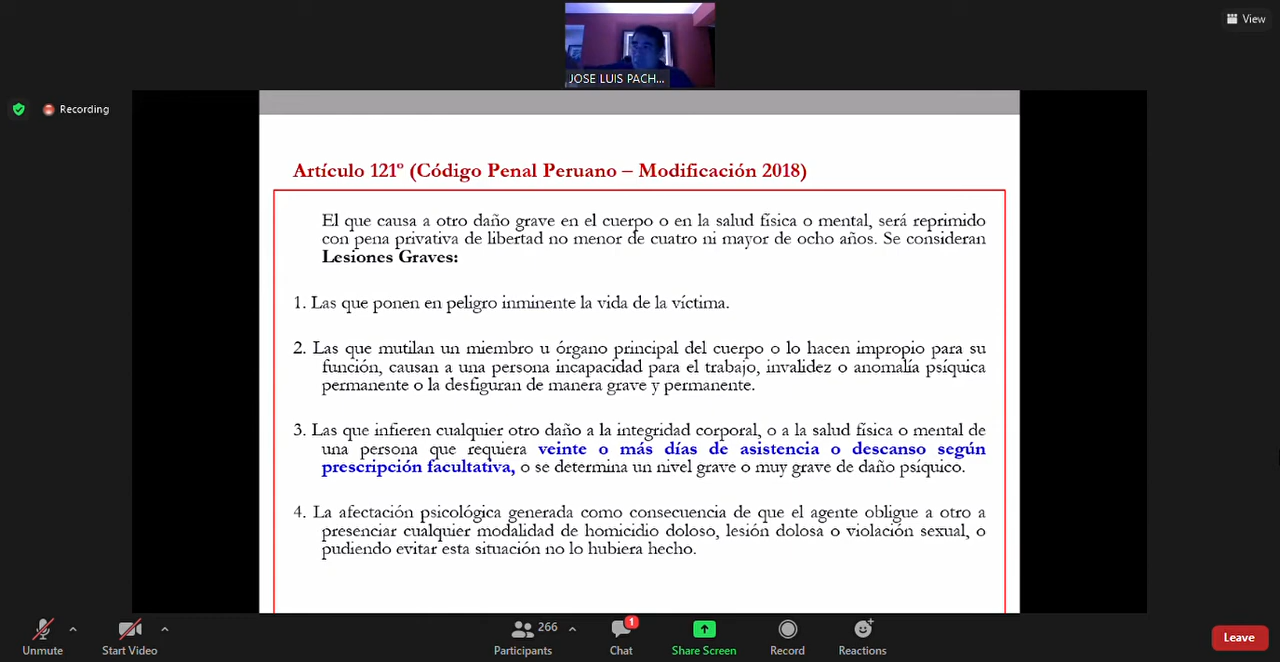 View
JOSE LUIS PACH...
Recording
Artículo 121º (Código Penal Peruano – Modificación 2018)
El que causa a otro daño grave en el cuerpo o en la salud física o mental, será reprimido
con pena privativa de libertad no menor de cuatro ni mayor de ocho años. Se consideran
Lesiones Graves:
1. Las que ponen en peligro inminente la vida de la víctima.
2. Las que mutilan un miembro u órgano principal del cuerpo o lo hacen impropio para su
función, causan a una persona incapacidad para el trabajo, invalidez o anomalía psíquica
permanente o la desfiguran de manera grave y permanente.
3. Las que infieren cualquier otro daño a la integridad corporal, o a la salud física o mental de
una persona que requiera veinte o más días de asistencia o descanso según
prescripción facultativa, o se determina un nivel grave o muy grave de daño psíquico.
4. La afectación psicológica generada como consecuencia de que el agente obligue a otro a
presenciar cualquier modalidad de homicidio doloso, lesión dolosa o violación sexual, o
pudiendo evitar esta situación no lo hubiera hecho.
266
1
Unmute
Start Video
Participants
Chat
Share Screen
Record
Reactions
Leave